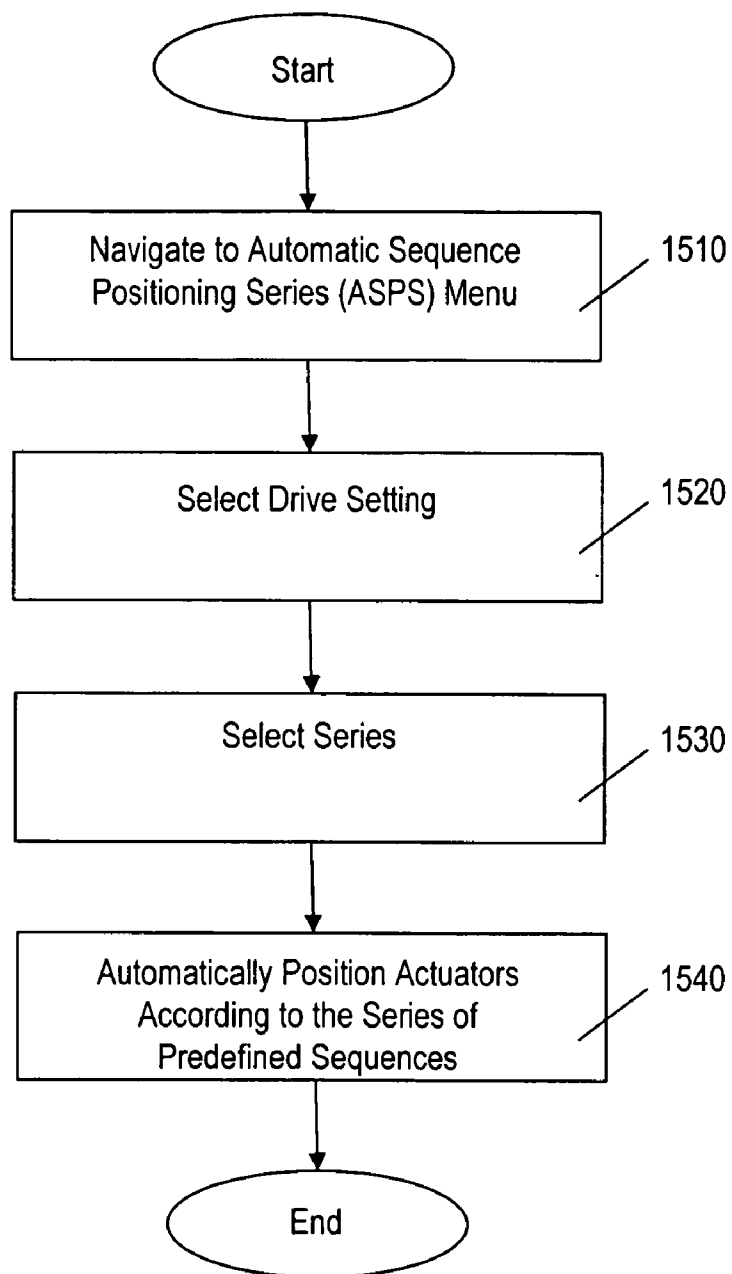 Start
Navigate to Automatic Sequence
Positioning Series (ASPS) Menu
1510
Select Drive Setting
1520
Select Series
1530
Automatically Position Actuators
According to the Series of
Predefined Sequences
1540
End